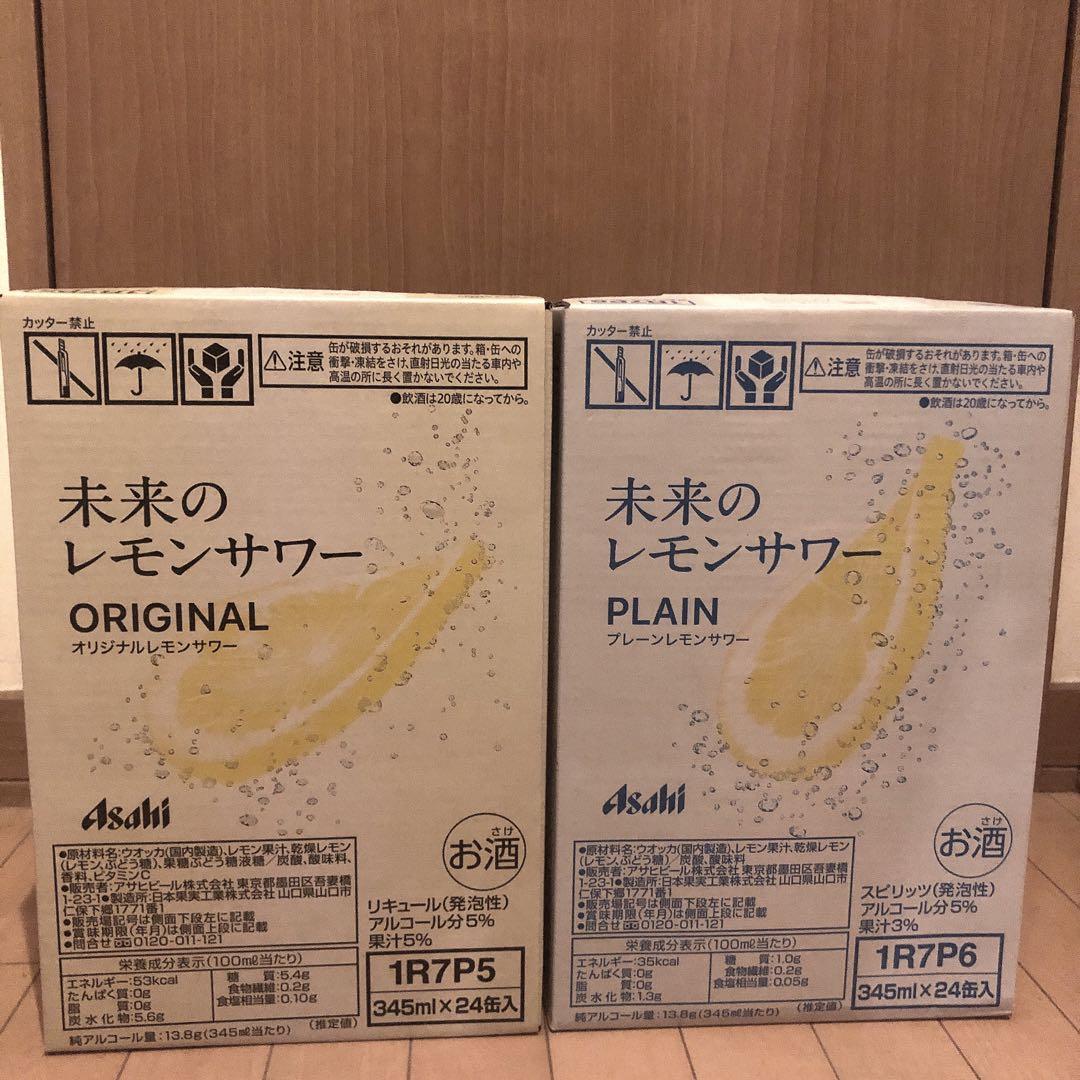 カッター禁止
⚠注意
缶が破損するおそれがあります。箱・缶への
衝撃・凍結をさけ、直射日光の当たる車内や
高温の所に長く置かないでください。
●飲酒は20歳になってから。
未来の
レモンサワー
ORIGINAL
オリジナルレモンサワー
Asahi
●原材料名:ウオッカ(国内製造)、レモン果汁、乾燥レモン
(レモン、ぶどう糖)、果糖ぶどう糖液糖／炭酸、酸味料、
香料、ビタミンC
●販売者:アサヒビール株式会社 東京都墨田区吾妻橋
1-23-1●製造所:日本果実工業株式会社 山口県山口市
仁保下郷1771番1
●販売場記号は側面下段左に記載
●賞味期限(年月)は側面上段に記載
●問合せ 0120-011-121
さけ
お酒
リキュール(発泡性)
アルコール分5%
果汁5%
栄養成分表示(100ml当たり)
エネルギー:53kcal
たんぱく質:0g
脂質:0g
炭水化物:5.6g
糖質:5.4g
食物繊維:0.2g
食塩相当量:0.10g
(推定値)
純アルコール量:13.8g(345ml当たり)
1R7P5
345ml×24缶入
カッター禁止
⚠注意
缶が破損するおそれがあります。箱・缶への
衝撃・凍結をさけ、直射日光の当たる車内や
高温の所に長く置かないでください。
●飲酒は20歳になってから。
未来の
レモンサワー
PLAIN
プレーンレモンサワー
Asahi
●原材料名:ウオッカ(国内製造)、レモン果汁、乾燥レモン
(レモン、ぶどう糖)／炭酸、酸味料
●販売者:アサヒビール株式会社 東京都墨田区吾妻橋
1-23-1●製造所:日本果実工業株式会社 山口県山口市
仁保下郷1771番1
●販売場記号は側面下段左に記載
●賞味期限(年月)は側面上段に記載
●問合せ 0120-011-121
さけ
お酒
スピリッツ(発泡性)
アルコール分5%
果汁3%
栄養成分表示(100ml当たり)
エネルギー:35kcal
たんぱく質:0g
脂質:0g
炭水化物:1.3g
糖質:1.0g
食物繊維:0.2g
食塩相当量:0.05g
(推定値)
純アルコール量:13.8g(345ml当たり)
1R7P6
345ml×24缶入